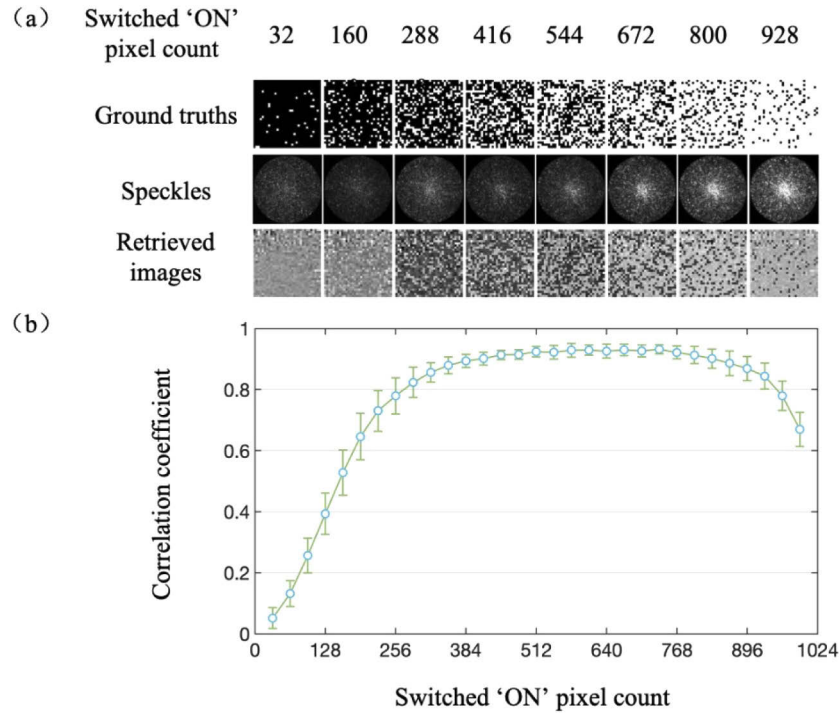 （a）
Switched ‘ON’
pixel count
32 160 288 416 544 672 800 928
Ground truths
Speckles
Retrieved
images
（b）
1
0.8
0.6
0.4
0.2
0
Correlation coefficient
0 128 256 384 512 640 768 896 1024
Switched ‘ON’ pixel count